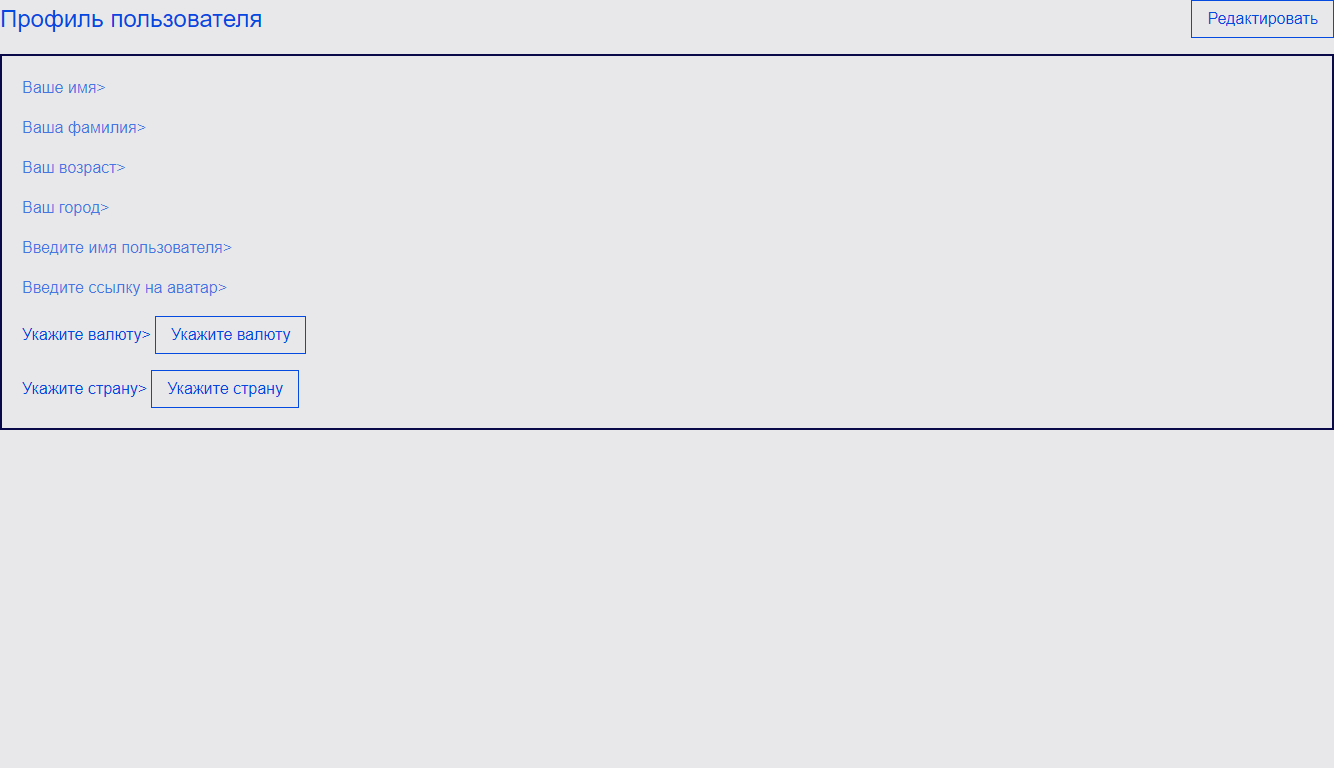 Профиль пользователя
Редактировать
Ваше имя>
Ваша фамилия>
Ваш возраст>
Ваш город>
Введите имя пользователя>
Введите ссылку на аватар>
Укажите валюту> Укажите валюту
Укажите страну> Укажите страну